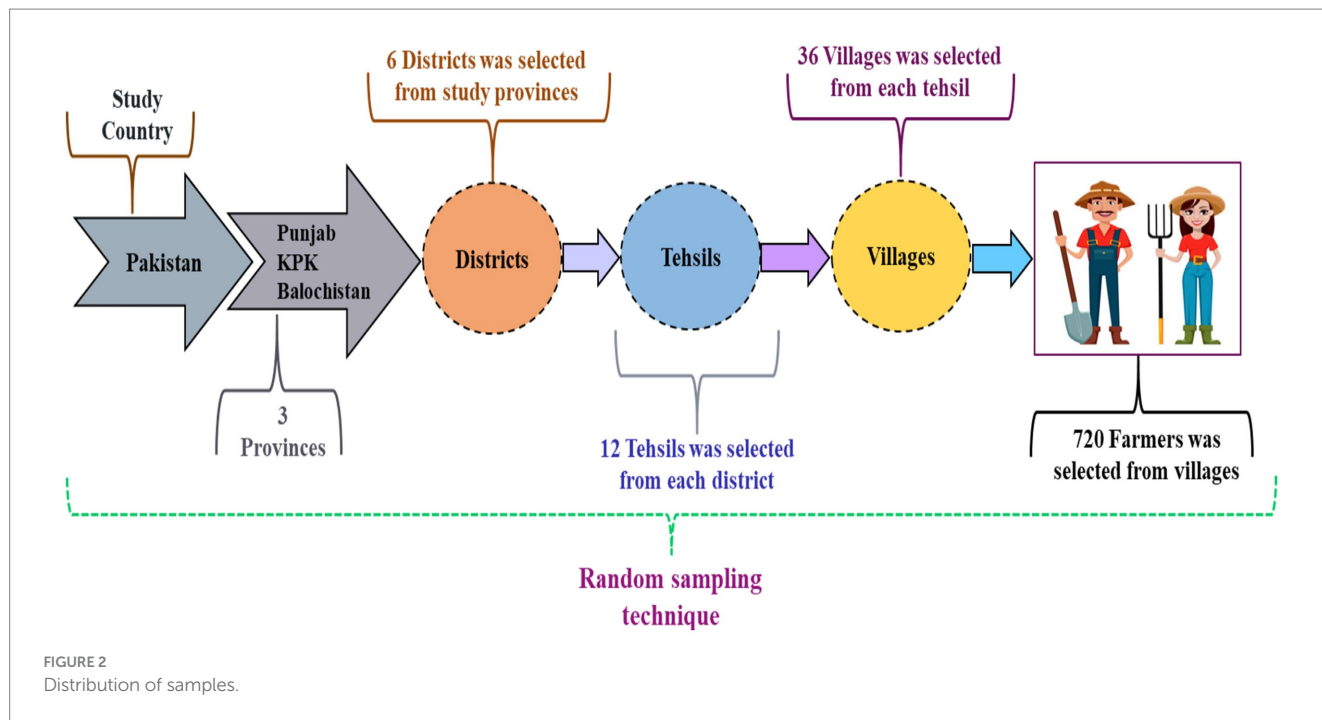 Study
Country
6 Districts was selected
from study provinces
36 Villages was selected
from each tehsil
Pakistan
Punjab
KPK
Balochistan
Districts
Tehsils
Villages
3
Provinces
12 Tehsils was selected
from each district
720 Farmers was
selected from villages
Random sampling
technique
FIGURE 2
Distribution of samples.